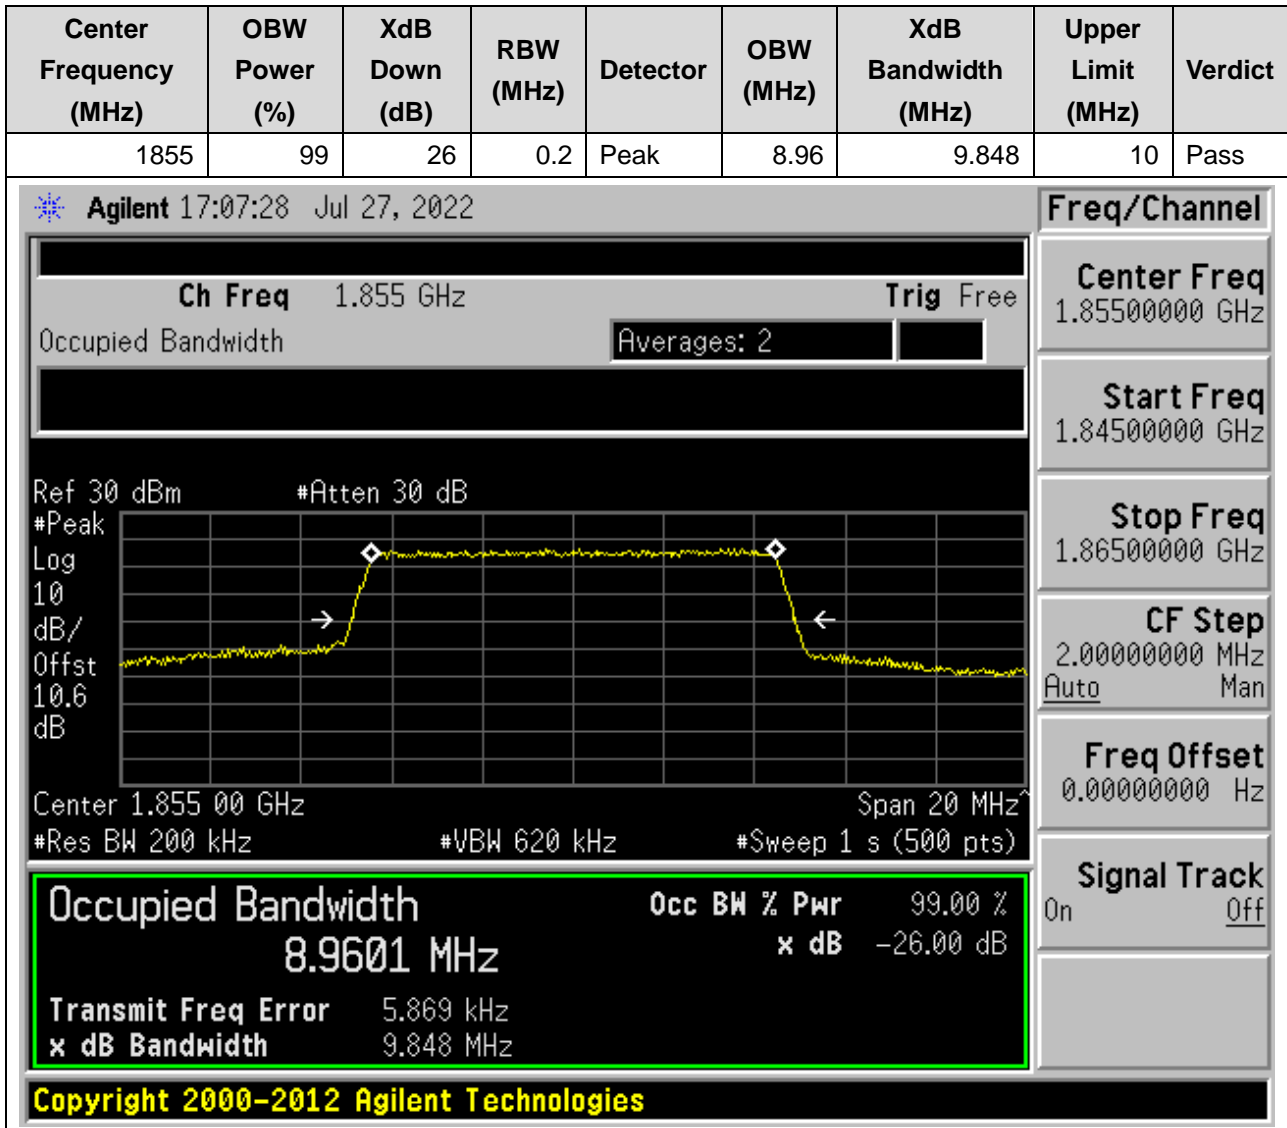 Center Frequency (MHz) OBW Power (%) XdB Down (dB) RBW (MHz) Detector OBW (MHz) XdB Bandwidth (MHz) Upper Limit (MHz) Verdict
1855 99 26 0.2 Peak 8.96 9.848 10 Pass
Agilent 17:07:28 Jul 27, 2022 Freq/Channel
Ch Freq 1.855 GHz Trig Free
Occupied Bandwidth Averages: 2
Center Freq
1.85500000 GHz
Start Freq
1.84500000 GHz
Stop Freq
1.86500000 GHz
CF Step
2.00000000 MHz
Auto Man
Freq Offset
0.00000000 Hz
Signal Track
On Off
Ref 30 dBm #Atten 30 dB
#Peak
Log
10
dB/
Offst
10.6
dB
Center 1.855 00 GHz Span 20 MHz^
#Res BW 200 kHz #VBW 620 kHz #Sweep 1 s (500 pts)
Occupied Bandwidth Occ BW % Pwr 99.00 %
8.9601 MHz x dB -26.00 dB
Transmit Freq Error 5.869 kHz
x dB Bandwidth 9.848 MHz
Copyright 2000-2012 Agilent Technologies